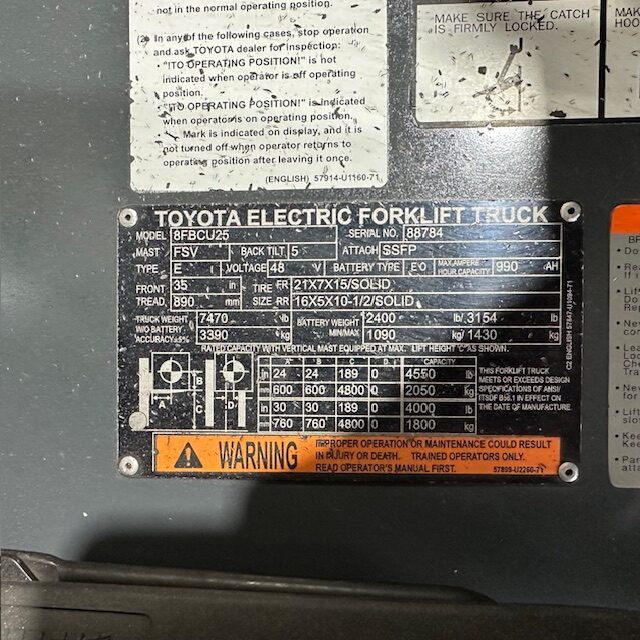 not in the normal operating position.
(2) In any of the following cases, stop operation
and ask TOYOTA dealer for inspection:
"!TO OPERATING POSITION!" is not
indicated when operator is off operating
position.
"!TO OPERATING POSITION!" is indicated
when operator is on operating position.
Mark is indicated on display, and it is
not turned off when operator returns to
operating position after leaving it once.
(ENGLISH) 57914-U1160-71
MAKE SURE THE CATCH
IS FIRMLY LOCKED.
MAK
HOO
TOYOTA ELECTRIC FORKLIFT TRUCK
MODEL 8FBCU25 SERIAL NO. 88784
MAST FSV BACK TILT 5 ATTACH SSFP
TYPE E VOLTAGE 48 V BATTERY TYPE E O MAX. AMPERE HOUR CAPACITY 990 AH
FRONT TREAD 35 in TIRE SIZE FR 21X7X15/SOLID
890 mm RR 16X5X10-1/2/SOLID
TRUCK WEIGHT W/O BATTERY ACCURACY±5% 7470 lb BATTERY WEIGHT MIN/MAX 2400 lb 3154 lb
3390 kg 1090 kg/1430 kg
RATED CAPACITY WITH VERTICAL MAST EQUIPPED AT MAX. LIFT HEIGHT "C" AS SHOWN.
A B C D CAPACITY
in 24 24 189 0 4550 lb
mm 600 600 4800 0 2050 kg
in 30 30 189 0 4000 lb
mm 760 760 4800 0 1800 kg
A B C D
THIS FORKLIFT TRUCK
MEETS OR EXCEEDS DESIGN
SPECIFICATIONS OF ANSI/
ITSDF B56.1 IN EFFECT ON
THE DATE OF MANUFACTURE.
C2 ENGLISH 57847-U1094-71
WARNING
IMPROPER OPERATION OR MAINTENANCE COULD RESULT
IN INJURY OR DEATH. TRAINED OPERATORS ONLY.
READ OPERATOR'S MANUAL FIRST. 57899-U2260-71